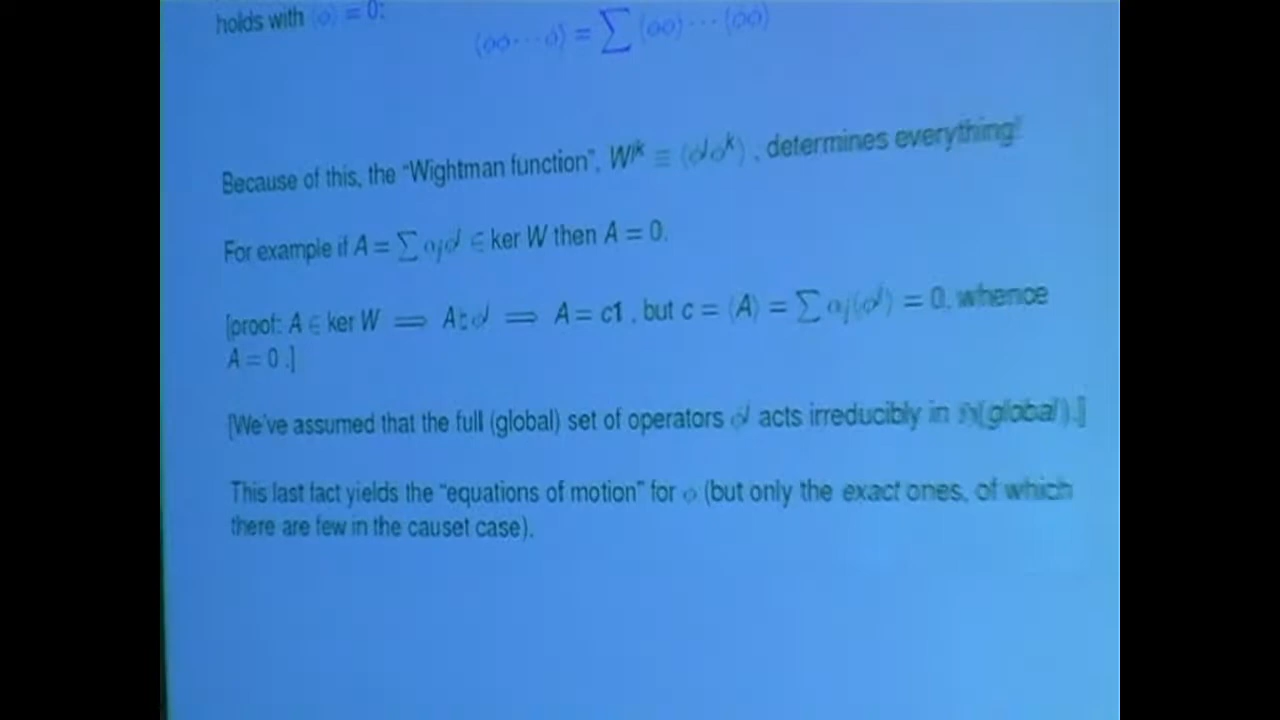 holds with ⟨φ⟩ = 0:
⟨φφ···φ⟩ = ∑ ⟨φφ⟩ ··· ⟨φφ⟩
Because of this, the "Wightman function", W^{jk} ≡ ⟨φ^j φ^k⟩ , determines everything!
For example if A = ∑ α_j φ^j ∈ ker W then A = 0.
[proof: A ∈ ker W ⟹ A ⫶ φ^j ⟹ A = c1 , but c = ⟨A⟩ = ∑ α_j⟨φ^j⟩ = 0, whence
A = 0 .]
[We've assumed that the full (global) set of operators φ^j acts irreducibly in ℌ(global).]
This last fact yields the "equations of motion" for φ (but only the exact ones, of which
there are few in the causet case).